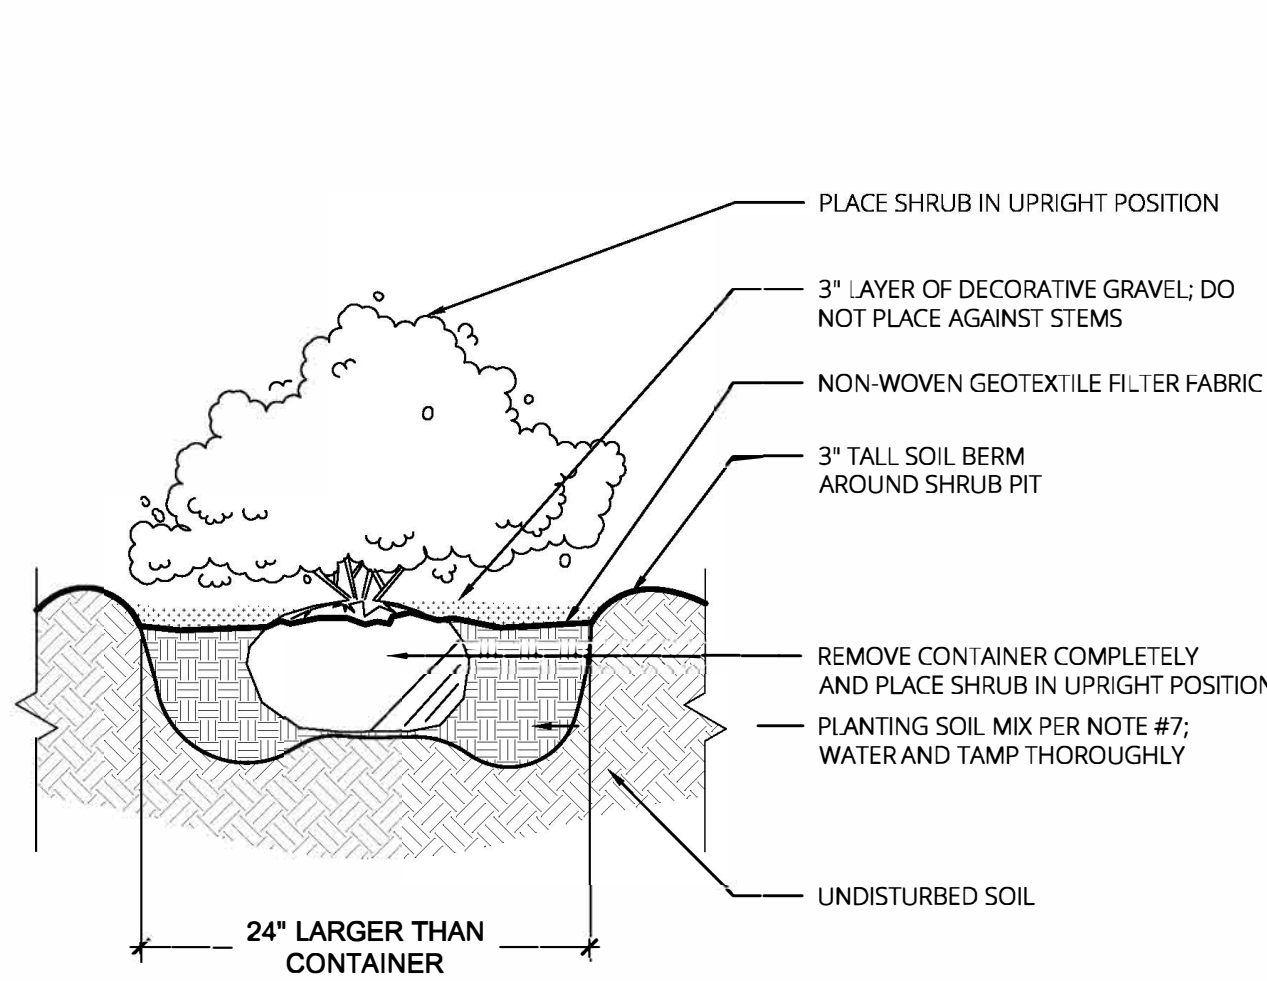 PLACE SHRUB IN UPRIGHT POSITION
3" LAYER OF DECORATIVE GRAVEL; DO
NOT PLACE AGAINST STEMS
NON-WOVEN GEOTEXTILE FILTER FABRIC
3" TALL SOIL BERM
AROUND SHRUB PIT
REMOVE CONTAINER COMPLETELY
AND PLACE SHRUB IN UPRIGHT POSITION
PLANTING SOIL MIX PER NOTE #7;
WATER AND TAMP THOROUGHLY
UNDISTURBED SOIL
24" LARGER THAN
CONTAINER